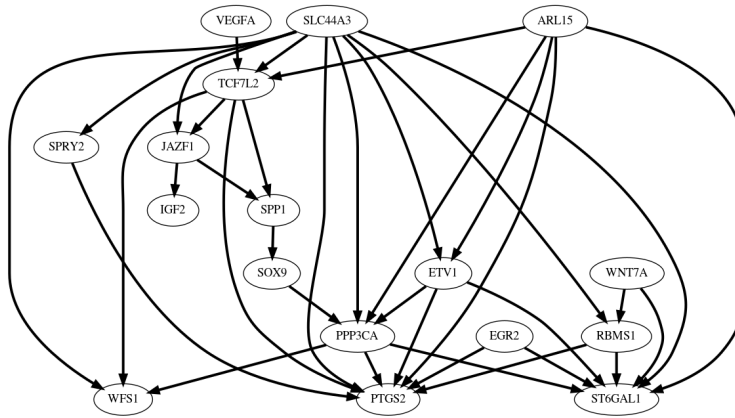 VEGFA
SLC44A3
ARL15
TCF7L2
SPRY2
JAZF1
IGF2
SPP1
SOX9
ETV1
WNT7A
PPP3CA
EGR2
RBMS1
WFS1
PTGS2
ST6GAL1